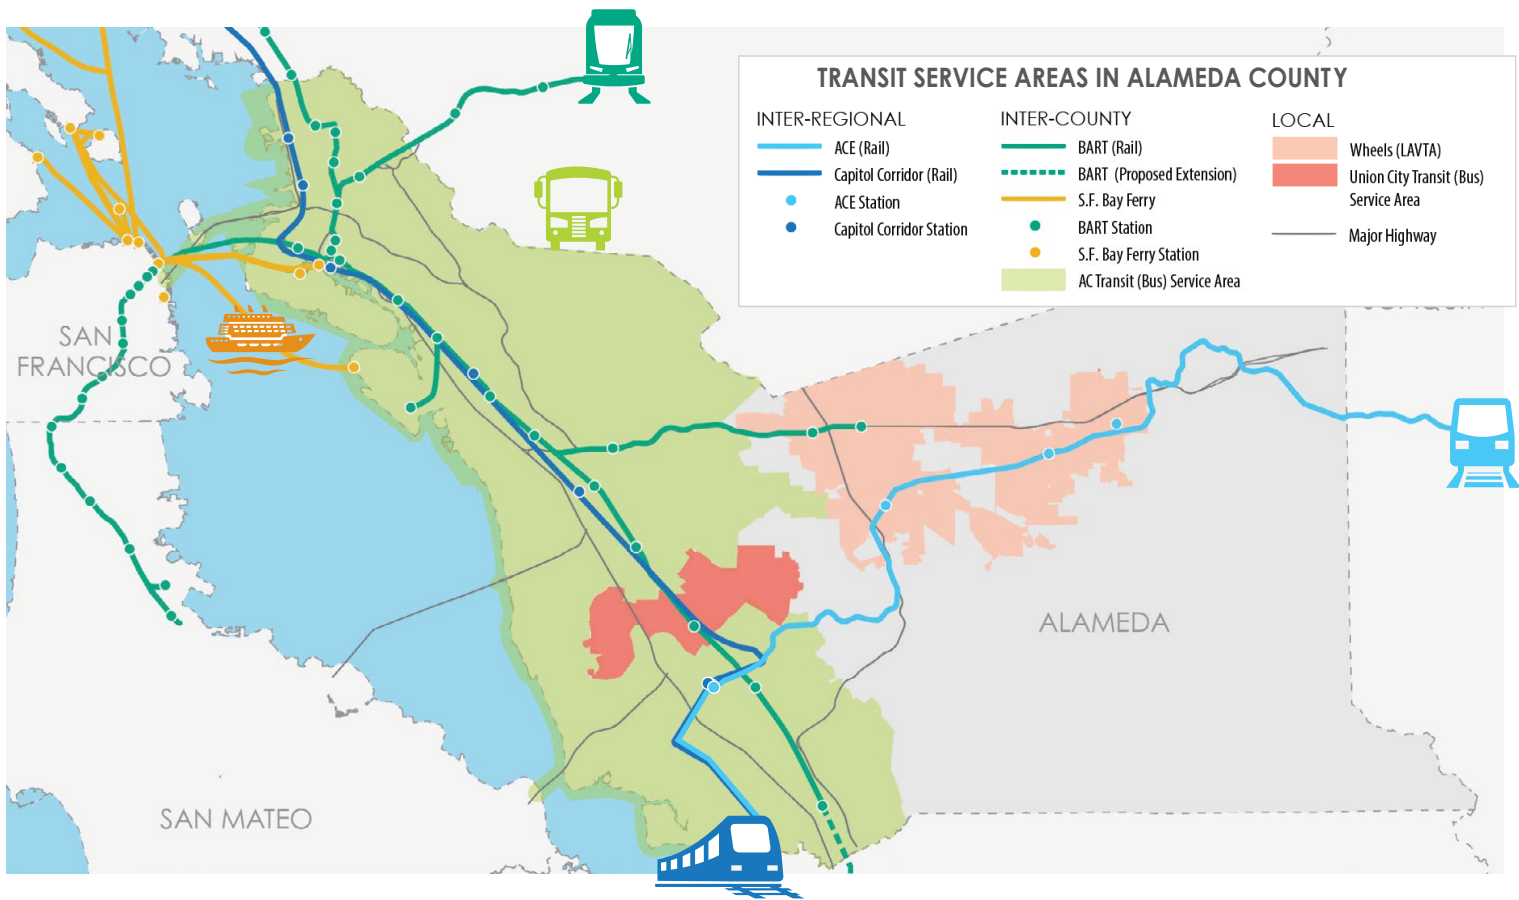 TRANSIT SERVICE AREAS IN ALAMEDA COUNTY
INTER-REGIONAL
ACE (Rail)
Capitol Corridor (Rail)
ACE Station
Capitol Corridor Station
INTER-COUNTY
BART (Rail)
BART (Proposed Extension)
S.F. Bay Ferry
BART Station
S.F. Bay Ferry Station
AC Transit (Bus) Service Area
LOCAL
Wheels (LAVTA)
Union City Transit (Bus)
Service Area
Major Highway
SAN
FRANCISCO
ALAMEDA
SAN MATEO